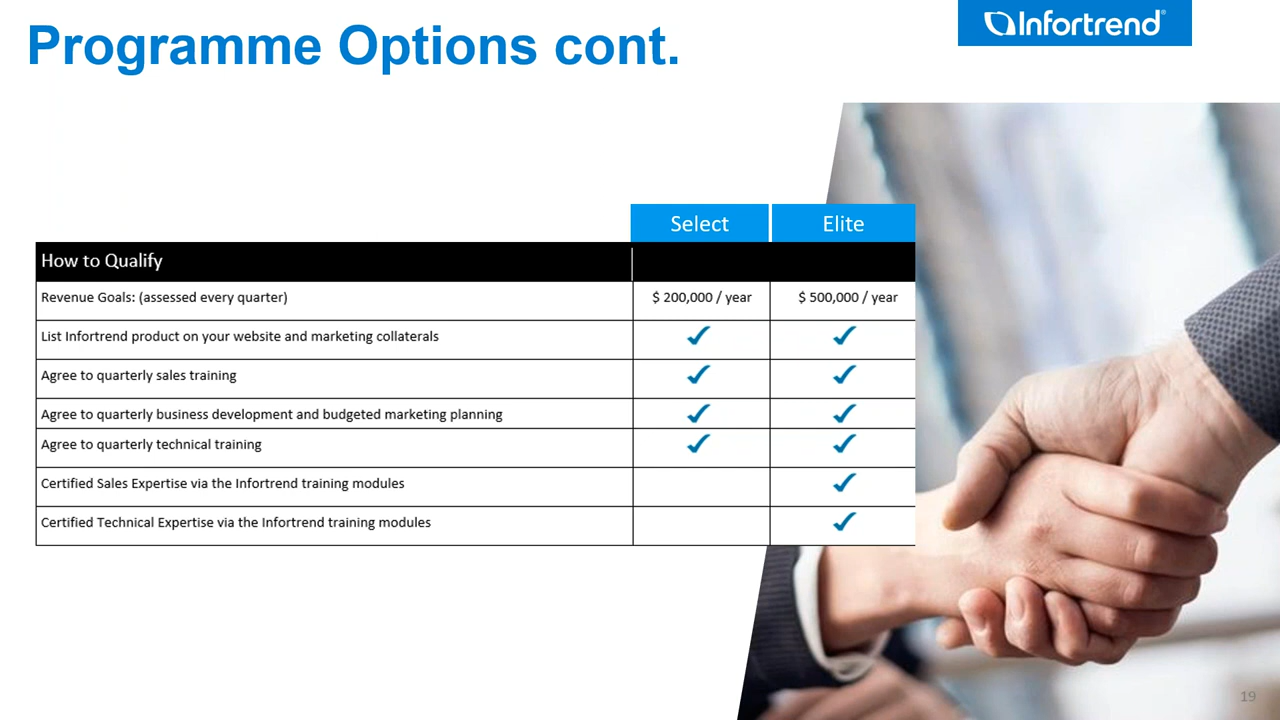 Programme Options cont.
Infortrend®
Select Elite
How to Qualify
Revenue Goals: (assessed every quarter) $ 200,000 / year $ 500,000 / year
List Infortrend product on your website and marketing collaterals ✓ ✓
Agree to quarterly sales training ✓ ✓
Agree to quarterly business development and budgeted marketing planning ✓ ✓
Agree to quarterly technical training ✓ ✓
Certified Sales Expertise via the Infortrend training modules ✓
Certified Technical Expertise via the Infortrend training modules ✓
19